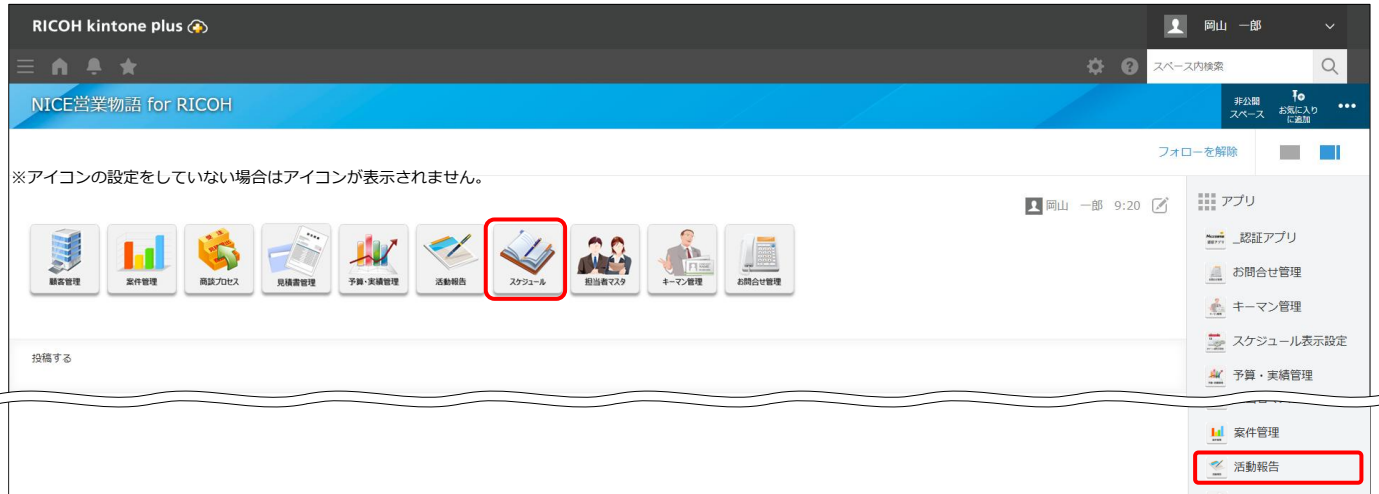 RICOH kintone plus
岡山 一郎
スペース内検索
NICE営業物語 for RICOH
非公開
スペース
お気に入り
に追加
フォローを解除
※アイコンの設定をしていない場合はアイコンが表示されません。
岡山 一郎 9:20
顧客管理
案件管理
商談プロセス
見積書管理
予算・実績管理
活動報告
スケジュール
担当者マスタ
キーマン管理
お問合せ管理
投稿する
アプリ
_認証アプリ
お問合せ管理
キーマン管理
スケジュール表示設定
予算・実績管理
案件管理
活動報告